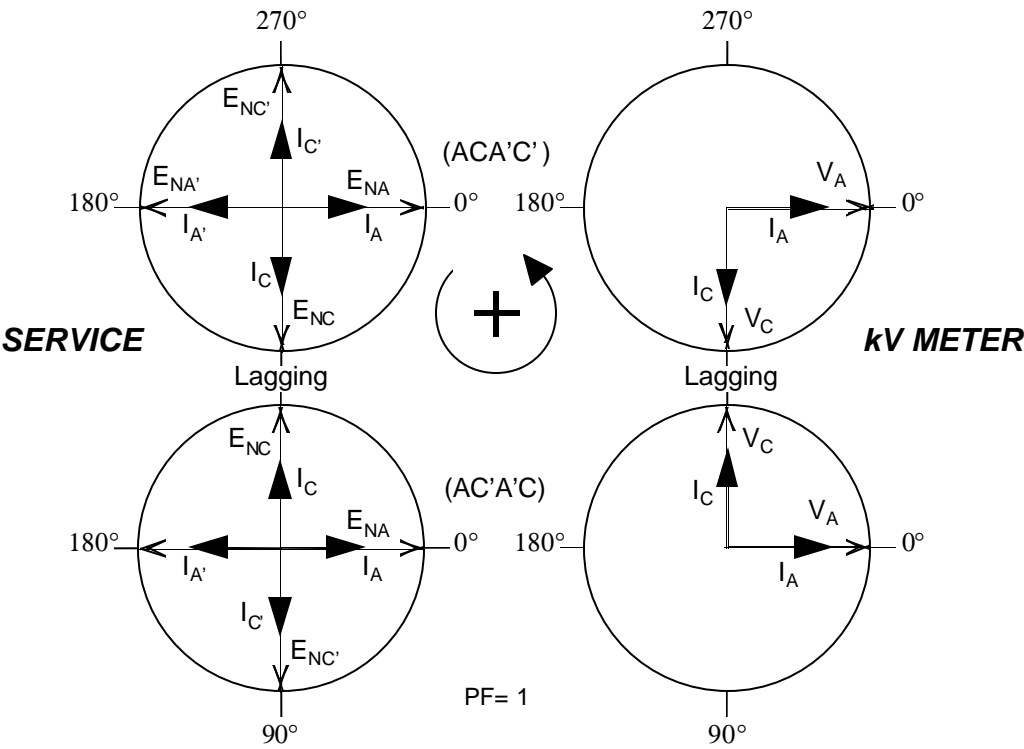 270° 270°
E_NC'
I_C'
(ACA'C')
E_NA' E_NA V_A
180° 0° 180° 0°
I_A' I_A I_A
I_C I_C
E_NC V_C
+
SERVICE kV METER
Lagging Lagging
E_NC V_C
I_C I_C
(AC'A'C)
E_NA V_A
180° 0° 180° 0°
I_A' I_A I_A
I_C'
E_NC'
PF= 1
90° 90°